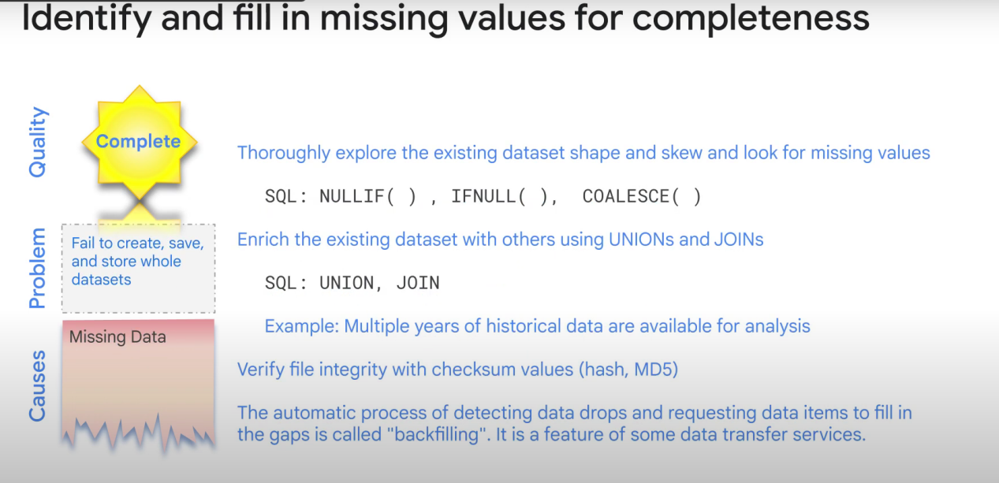 Identify and fill in missing values for completeness
Quality
Complete
Thoroughly explore the existing dataset shape and skew and look for missing values
SQL: NULLIF( ) , IFNULL( ), COALESCE( )
Problem
Fail to create, save,
and store whole
datasets
Enrich the existing dataset with others using UNIONs and JOINs
SQL: UNION, JOIN
Example: Multiple years of historical data are available for analysis
Causes
Missing Data
Verify file integrity with checksum values (hash, MD5)
The automatic process of detecting data drops and requesting data items to fill in
the gaps is called "backfilling". It is a feature of some data transfer services.